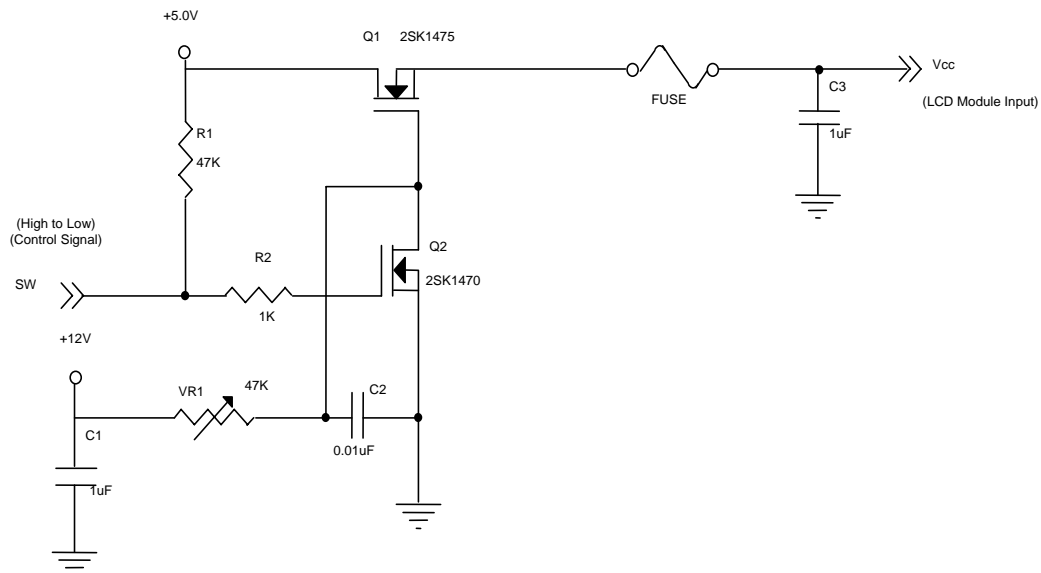 +5.0V
Q1
2SK1475
Vcc
C3
FUSE
(LCD Module Input)
R1
1uF
47K
(High to Low)
(Control Signal)
Q2
R2
2SK1470
SW
1K
+12V
VR1
47K
C2
C1
0.01uF
1uF